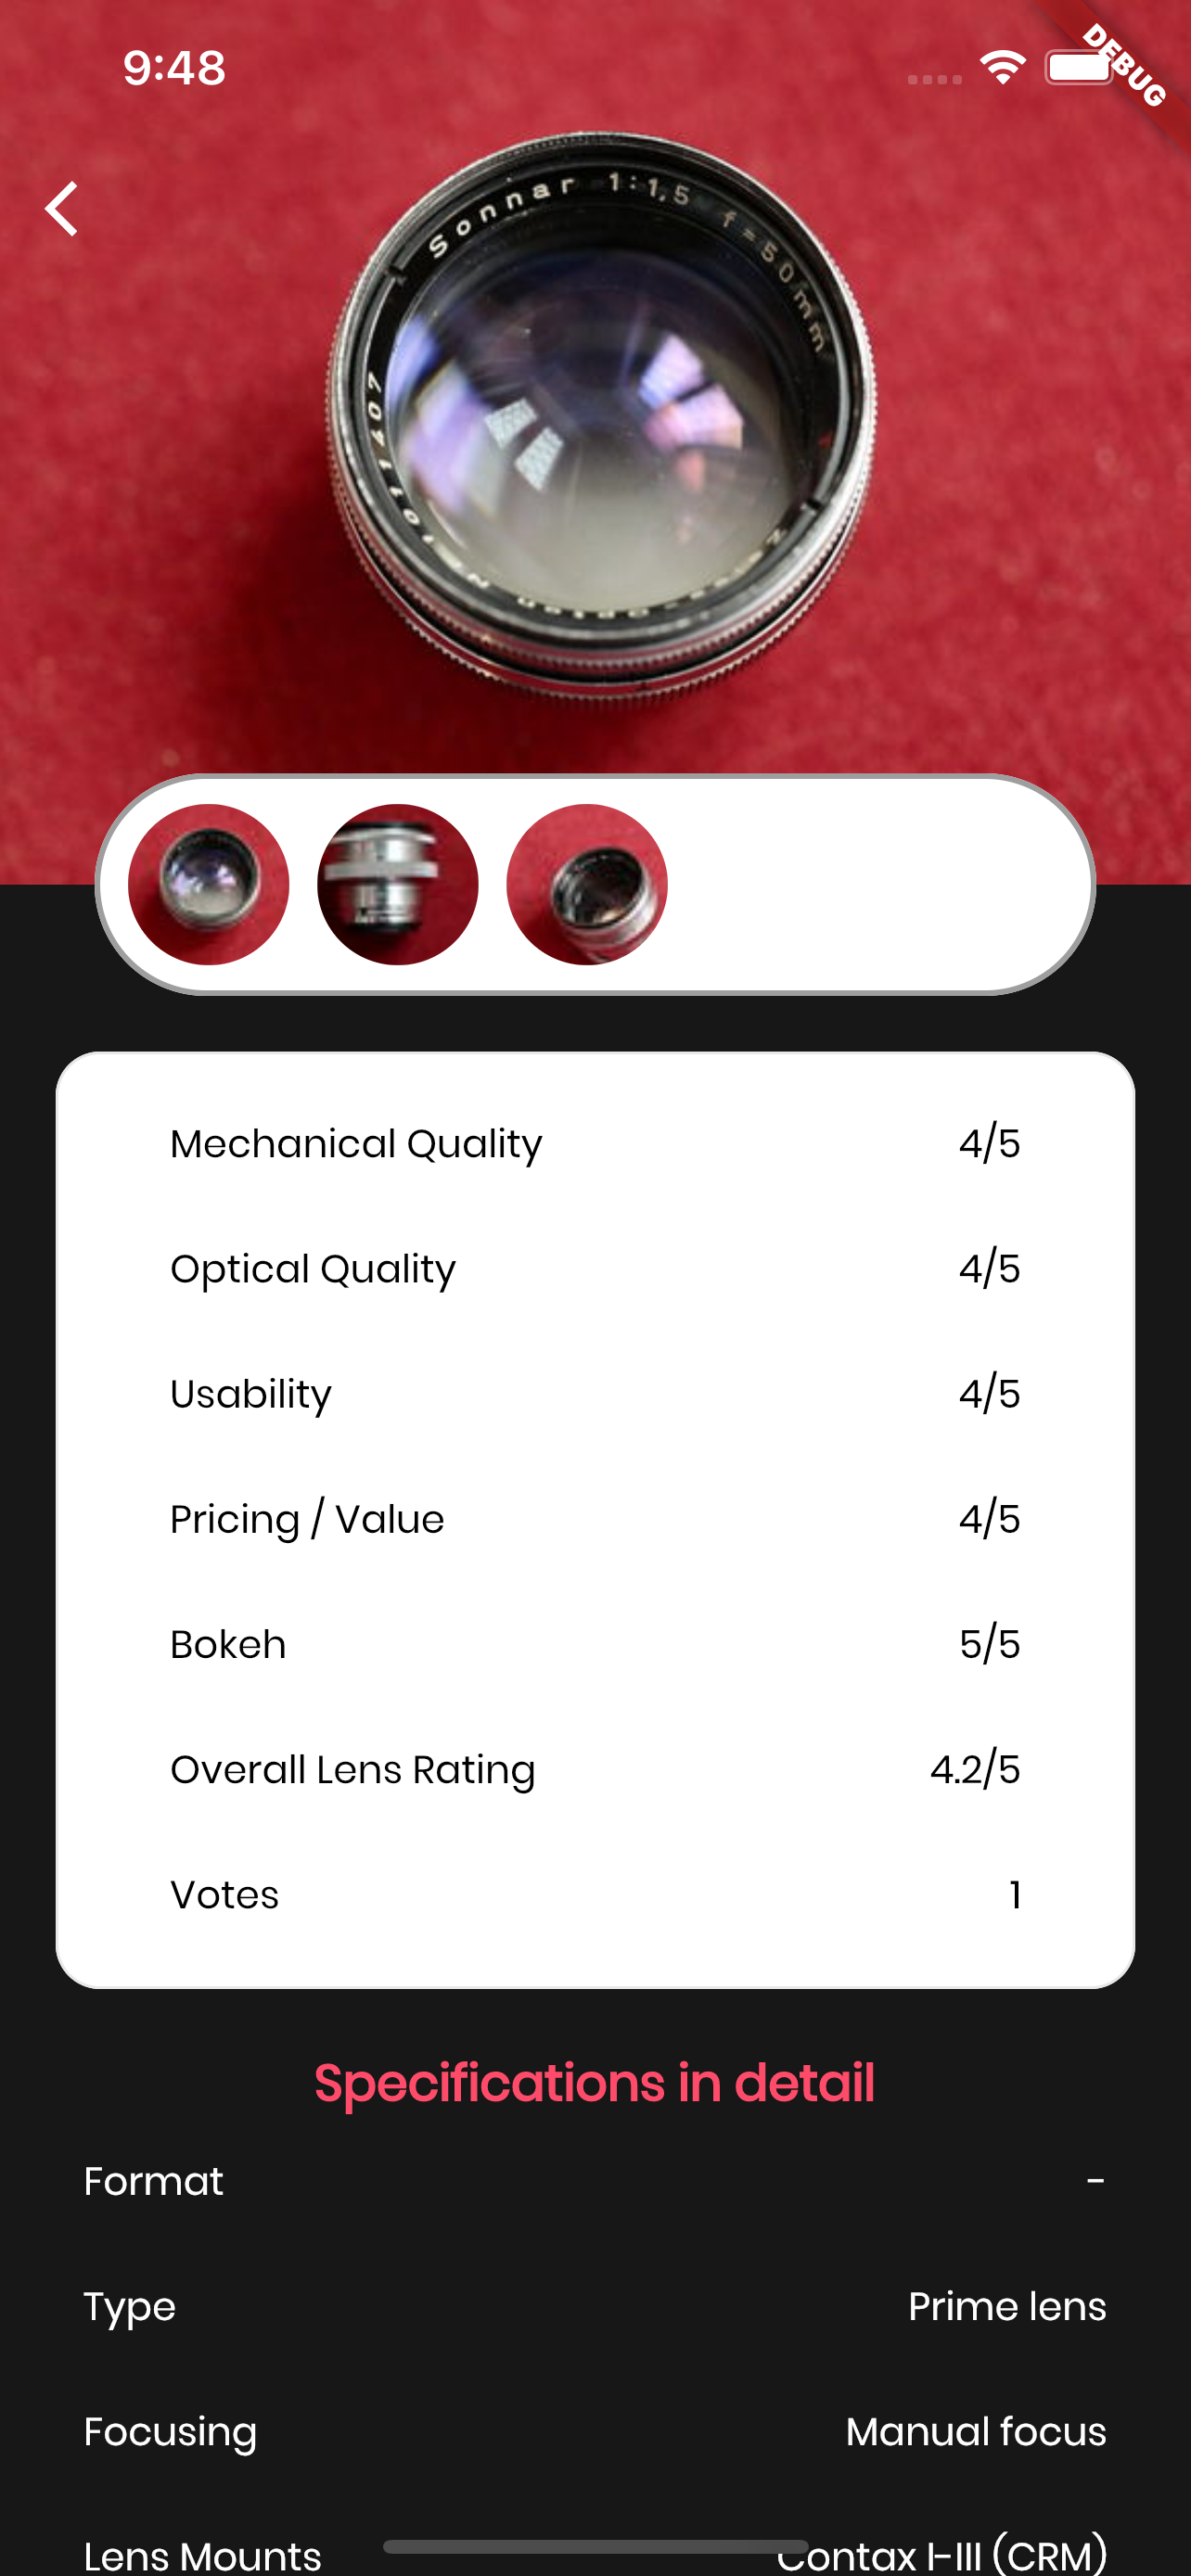 9:48
DEBUG
Sonnar 1:1,5 f=50mm
Mechanical Quality 4/5
Optical Quality 4/5
Usability 4/5
Pricing / Value 4/5
Bokeh 5/5
Overall Lens Rating 4.2/5
Votes 1
Specifications in detail
Format -
Type Prime lens
Focusing Manual focus
Lens Mounts Contax I-III (CRM)